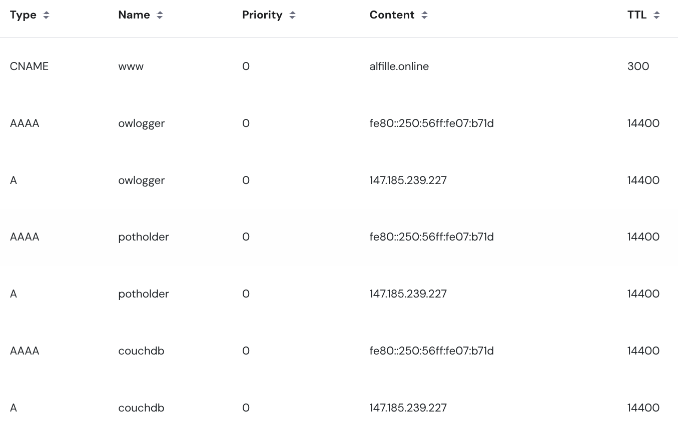 Type Name Priority Content TTL
CNAME www 0 alfille.online 300
AAAA owlogger 0 fe80::250:56ff:fe07:b71d 14400
A owlogger 0 147.185.239.227 14400
AAAA potholder 0 fe80::250:56ff:fe07:b71d 14400
A potholder 0 147.185.239.227 14400
AAAA couchdb 0 fe80::250:56ff:fe07:b71d 14400
A couchdb 0 147.185.239.227 14400